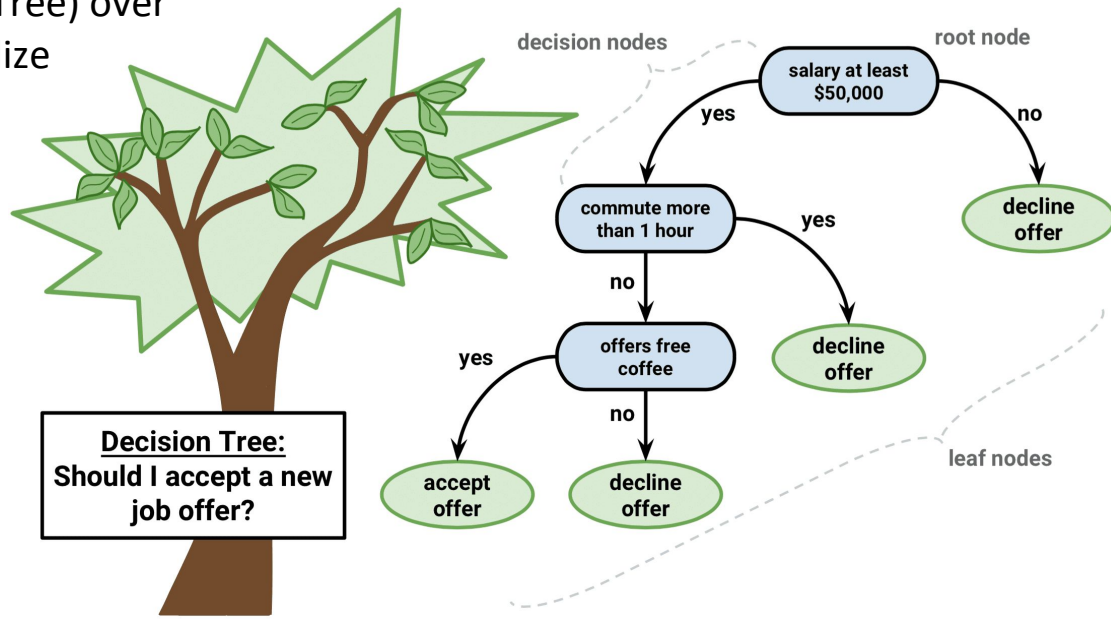 Tree) over
ize
decision nodes
root node
salary at least
$50,000
yes
no
commute more
than 1 hour
yes
decline
offer
no
offers free
coffee
decline
offer
yes
no
leaf nodes
accept
offer
decline
offer
Decision Tree:
Should I accept a new
job offer?